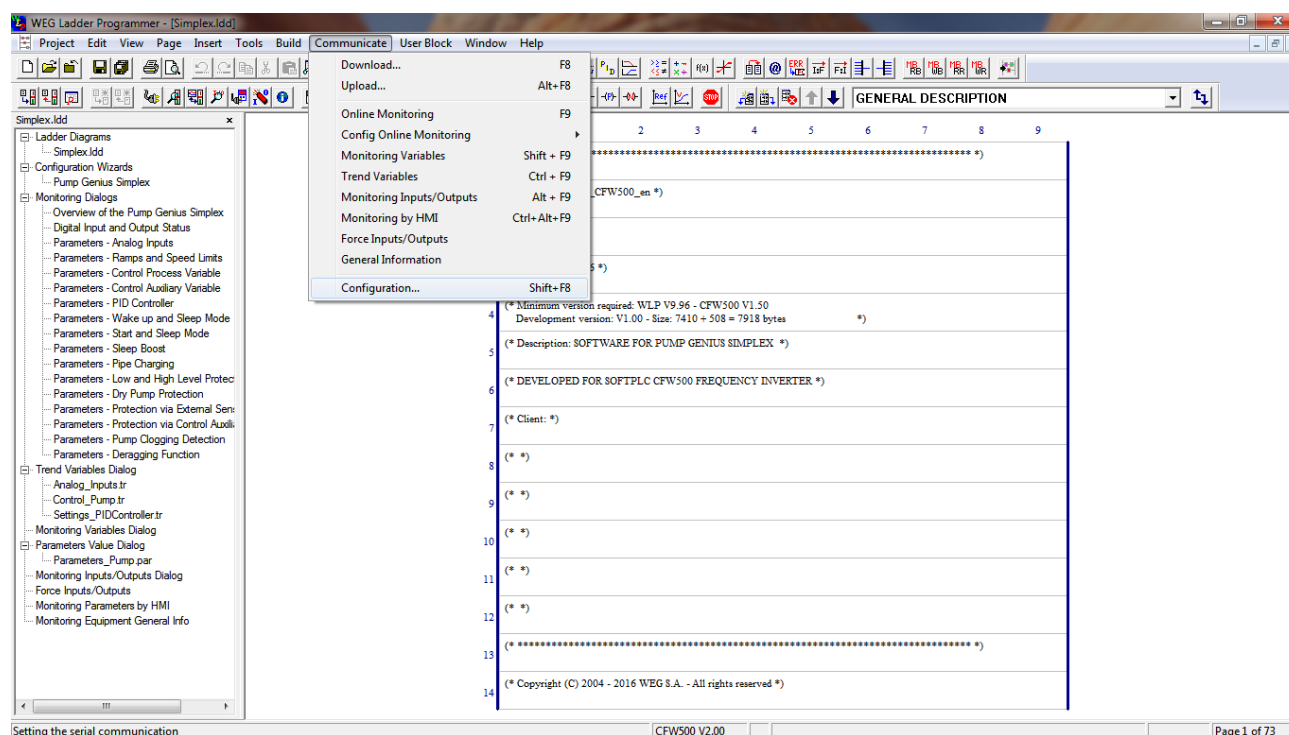 WEG Ladder Programmer - [Simplex.ldd]
Project Edit View Page Insert Tools Build Communicate User Block Window Help
Download... F8
Upload... Alt+F8
Online Monitoring F9
Config Online Monitoring
Monitoring Variables Shift + F9
Trend Variables Ctrl + F9
Monitoring Inputs/Outputs Alt + F9
Monitoring by HMI Ctrl+Alt+F9
Force Inputs/Outputs
General Information
Configuration... Shift+F8
GENERAL DESCRIPTION
Simplex.ldd x
Ladder Diagrams
Simplex.ldd
Configuration Wizards
Pump Genius Simplex
Monitoring Dialogs
Overview of the Pump Genius Simplex
Digital Input and Output Status
Parameters - Analog Inputs
Parameters - Ramps and Speed Limits
Parameters - Control Process Variable
Parameters - Control Auxiliary Variable
Parameters - PID Controller
Parameters - Wake up and Sleep Mode
Parameters - Start and Sleep Mode
Parameters - Sleep Boost
Parameters - Pipe Charging
Parameters - Low and High Level Protec
Parameters - Dry Pump Protection
Parameters - Protection via External Sen
Parameters - Protection via Control Auxili
Parameters - Pump Clogging Detection
Parameters - Deragging Function
Trend Variables Dialog
Analog_Inputs.tr
Control_Pump.tr
Settings_PIDController.tr
Monitoring Variables Dialog
Parameters Value Dialog
Parameters_Pump.par
Monitoring Inputs/Outputs Dialog
Force Inputs/Outputs
Monitoring Parameters by HMI
Monitoring Equipment General Info
2 3 4 5 6 7 8 9
*)
_CFW500_en *)
*)
4 (* Minimum version required: WLP V9.96 - CFW500 V1.50
Development version: V1.00 - Size: 7410 + 508 = 7918 bytes *)
5 (* Description: SOFTWARE FOR PUMP GENIUS SIMPLEX *)
6 (* DEVELOPED FOR SOFTPLC CFW500 FREQUENCY INVERTER *)
7 (* Client: *)
8 (* *)
9 (* *)
10 (* *)
11 (* *)
12 (* *)
13 (* ******************************************************************************** *)
14 (* Copyright (C) 2004 - 2016 WEG S.A. - All rights reserved *)
Setting the serial communication CFW500 V2.00 Page 1 of 73